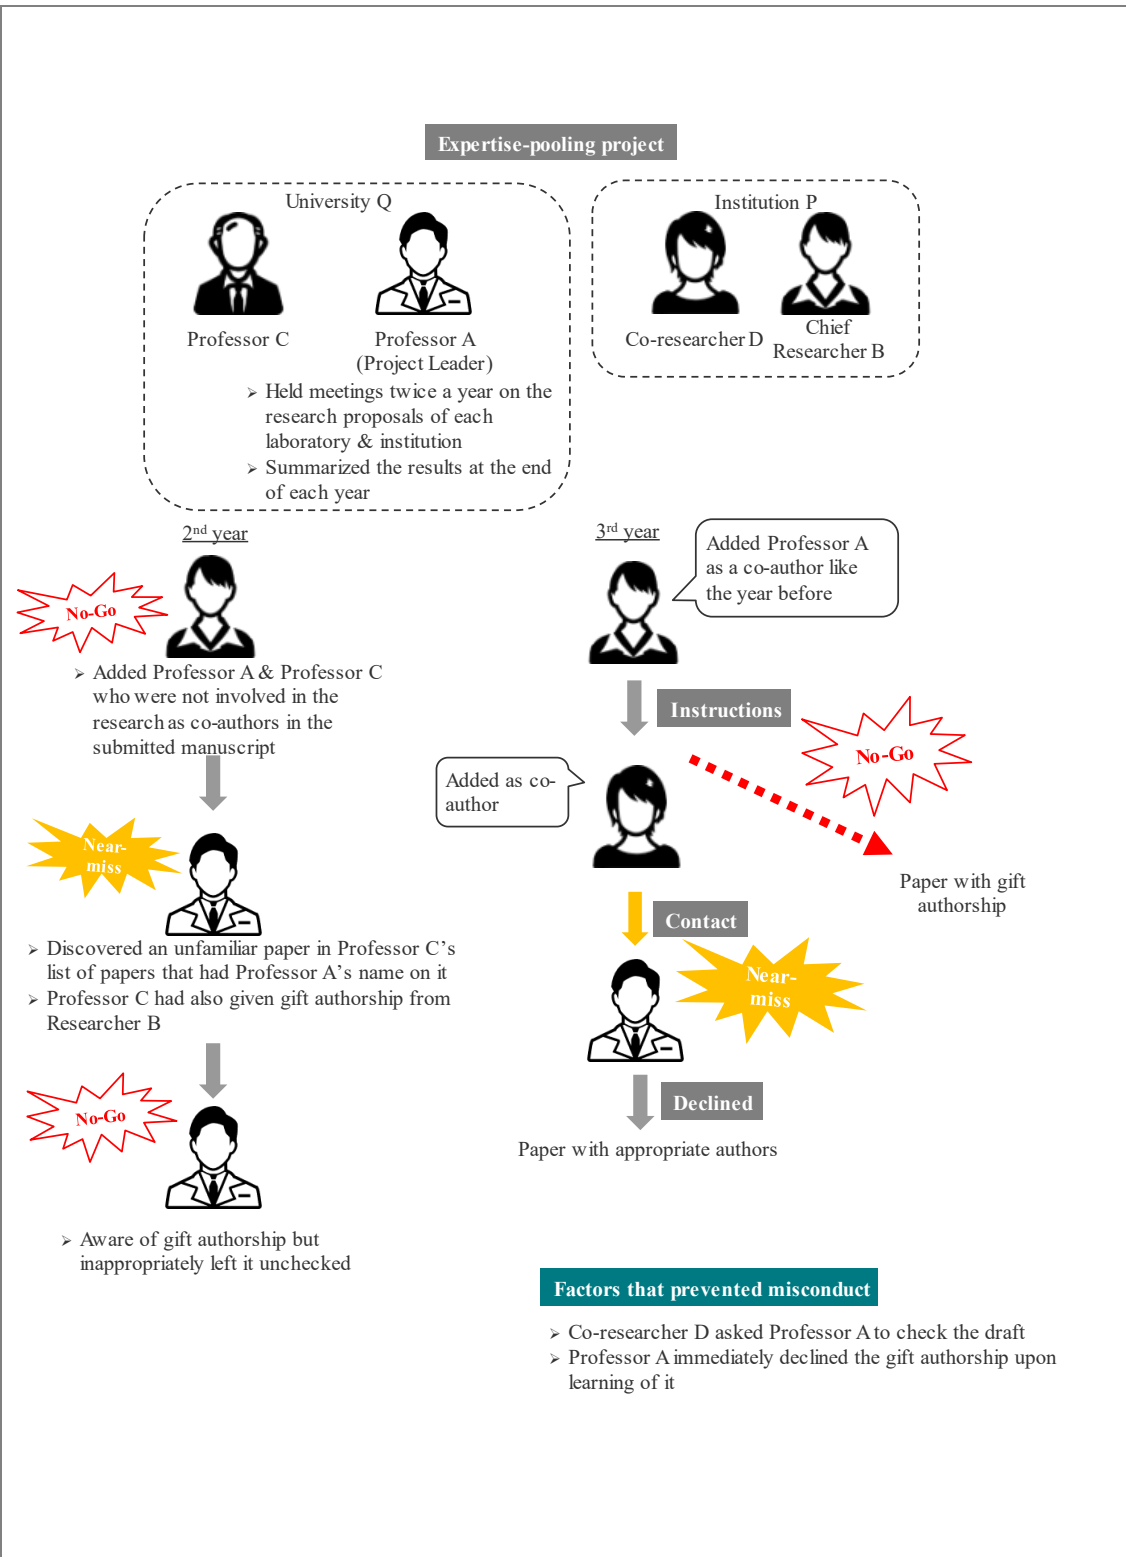 Expertise-pooling project
University Q
Professor C
Professor A
(Project Leader)
➢ Held meetings twice a year on the
research proposals of each
laboratory & institution
➢ Summarized the results at the end
of each year
Institution P
Co-researcher D
Chief
Researcher B
2nd year
No-Go
➢ Added Professor A & Professor C
who were not involved in the
research as co-authors in the
submitted manuscript
Near-
miss
➢ Discovered an unfamiliar paper in Professor C’s
list of papers that had Professor A’s name on it
➢ Professor C had also given gift authorship from
Researcher B
No-Go
➢ Aware of gift authorship but
inappropriately left it unchecked
3rd year
Added Professor A
as a co-author like
the year before
Instructions
No-Go
Added as co-
author
Paper with gift
authorship
Contact
Near-
miss
Declined
Paper with appropriate authors
Factors that prevented misconduct
➢ Co-researcher D asked Professor A to check the draft
➢ Professor A immediately declined the gift authorship upon
learning of it